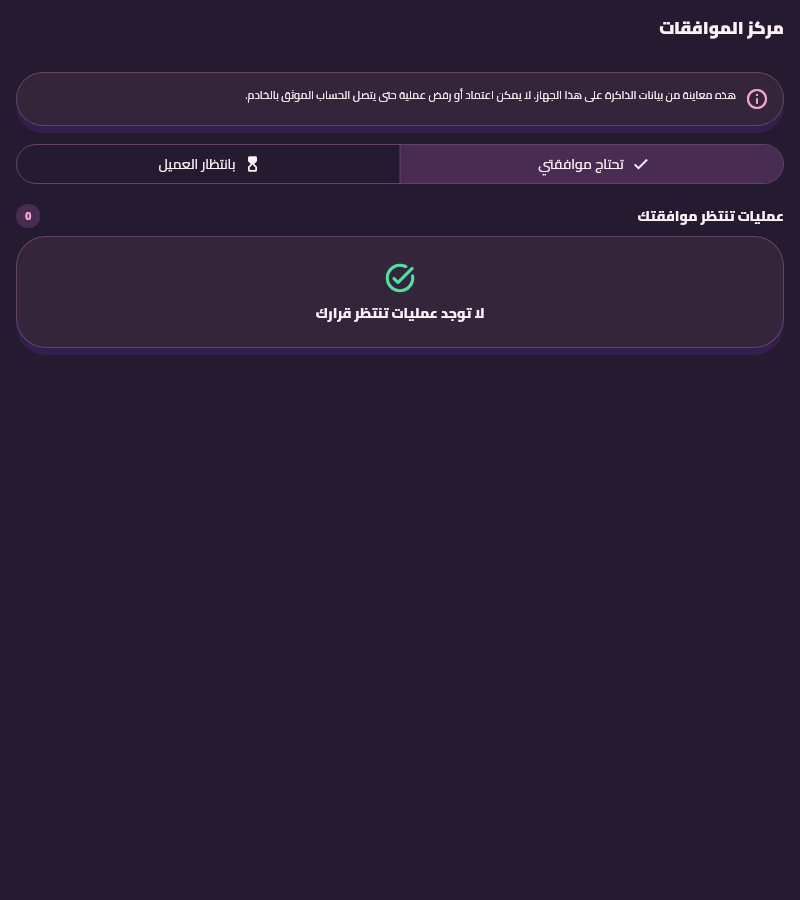 مركز الموافقات
هذه معاينة من بيانات الذاكرة على هذا الجهاز. لا يمكن اعتماد أو رفض عملية حتى يتصل الحساب الموثق بالخادم.
تحتاج موافقتي
بانتظار العميل
عمليات تنتظر موافقتك
0
لا توجد عمليات تنتظر قرارك